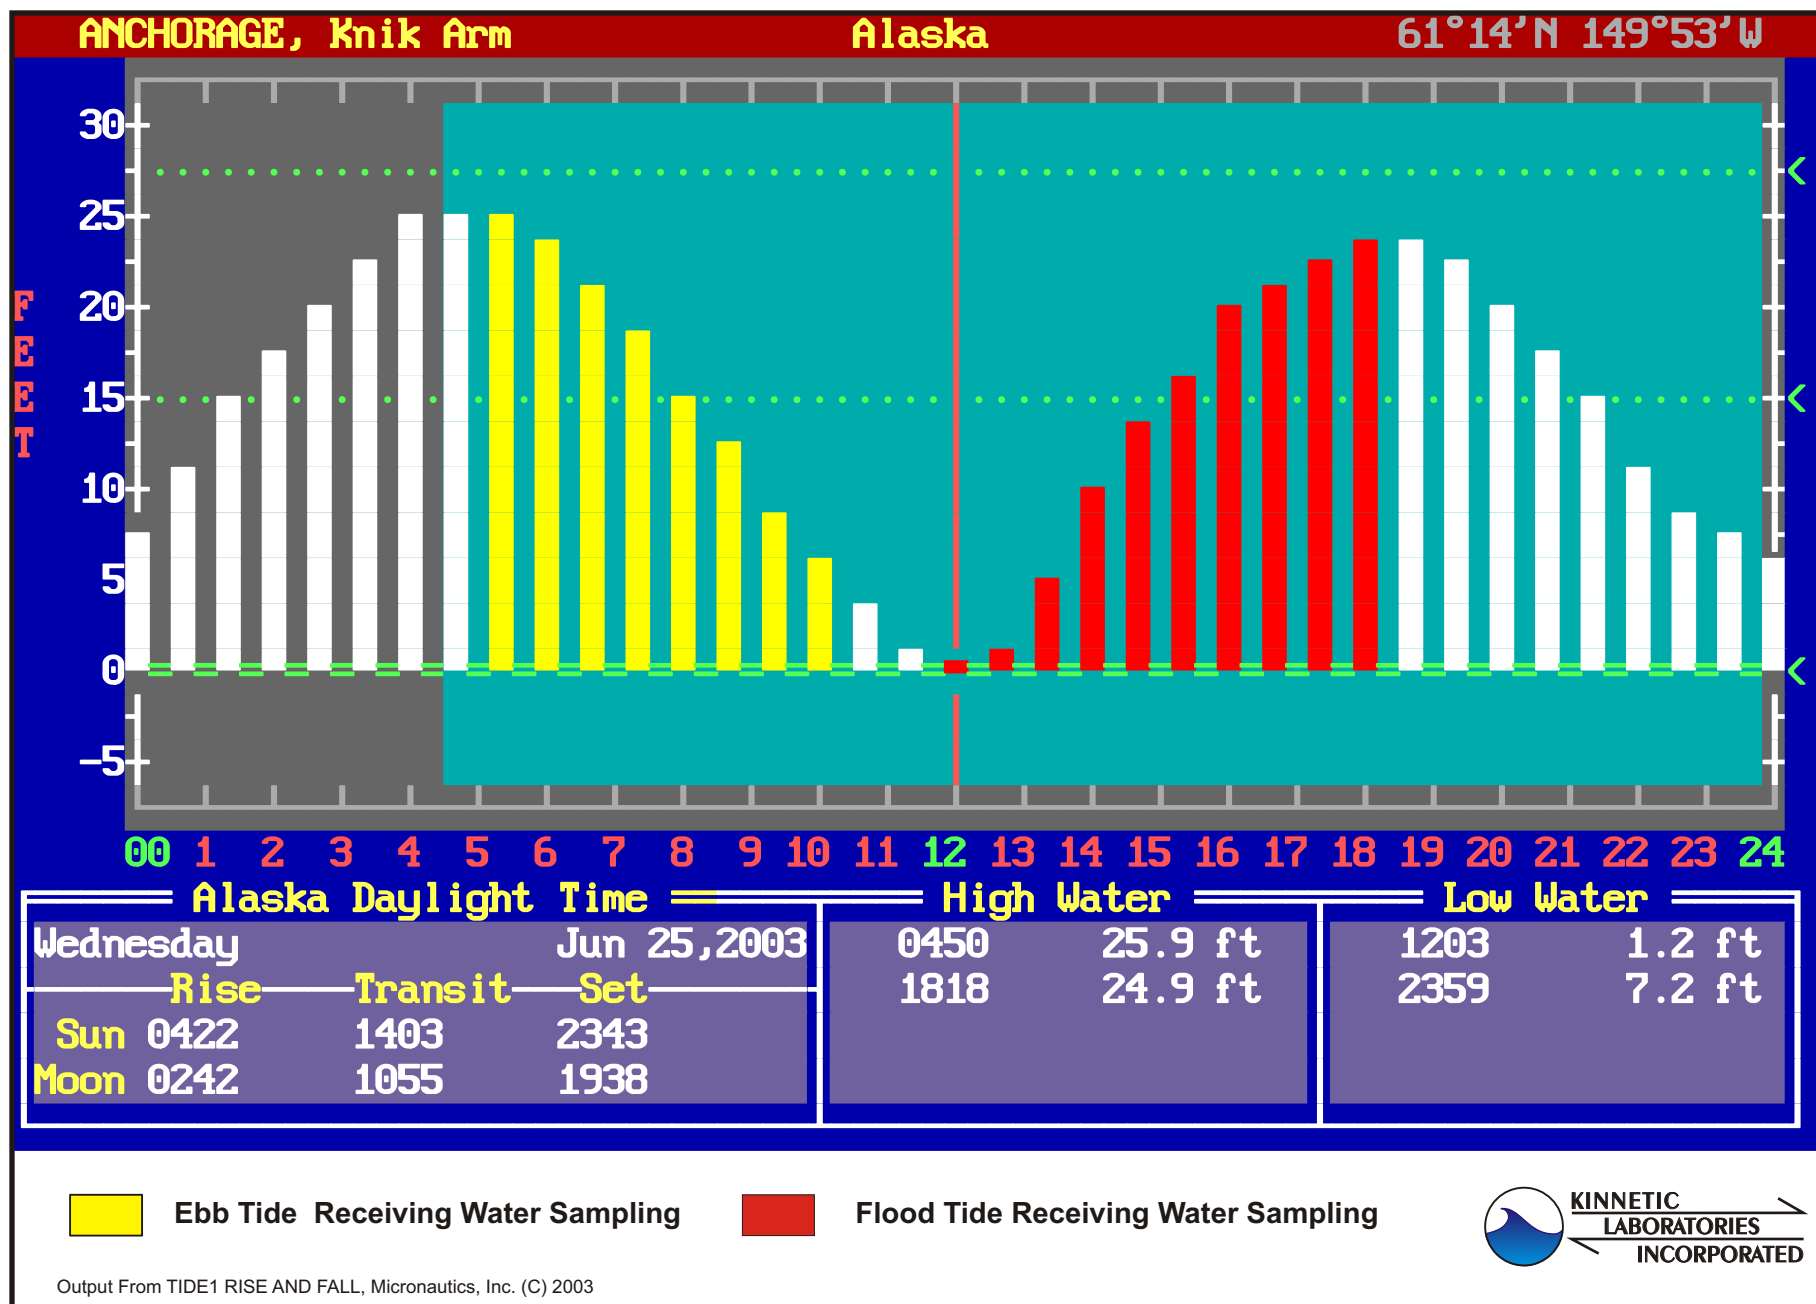 ANCHORAGE, Knik Arm Alaska 61°14'N 149°53'W
30
25
20
15
10
5
0
-5
FEET
00 1 2 3 4 5 6 7 8 9 10 11 12 13 14 15 16 17 18 19 20 21 22 23 24
Alaska Daylight Time High Water Low Water
Wednesday Jun 25,2003 0450 25.9 ft 1203 1.2 ft
Rise Transit Set 1818 24.9 ft 2359 7.2 ft
Sun 0422 1403 2343
Moon 0242 1055 1938
Ebb Tide Receiving Water Sampling Flood Tide Receiving Water Sampling
KINNETIC
LABORATORIES
INCORPORATED
Output From TIDE1 RISE AND FALL, Micronautics, Inc. (C) 2003